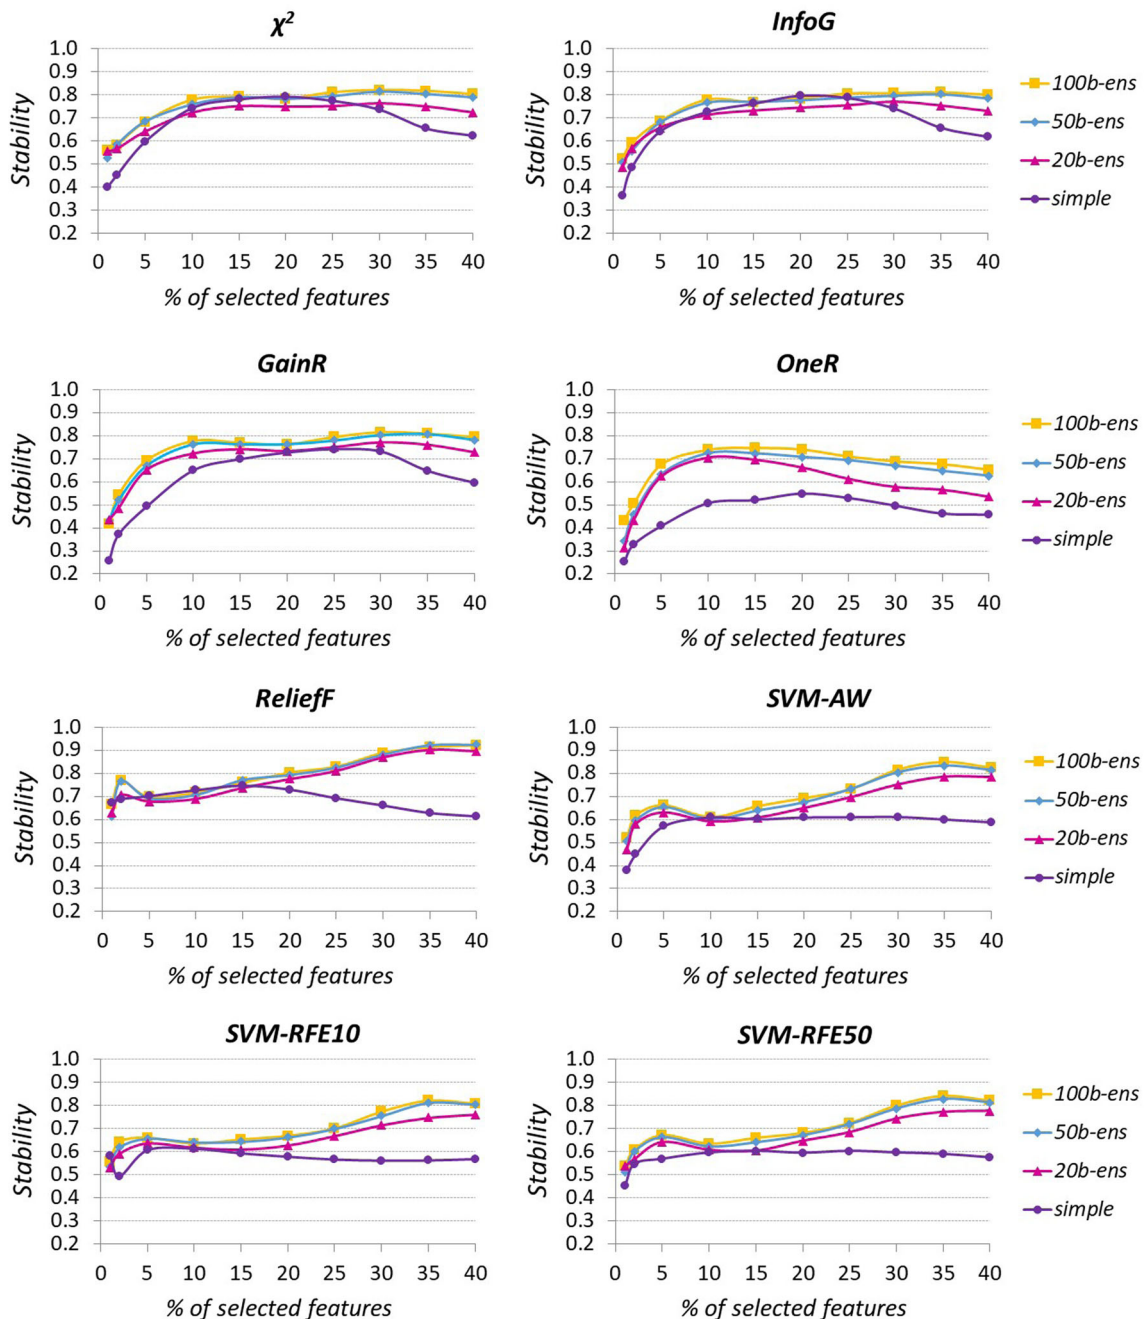 χ²
1.0
0.9
0.8
0.7
0.6
0.5
0.4
0.3
0.2
Stability
0 5 10 15 20 25 30 35 40
% of selected features
InfoG
1.0
0.9
0.8
0.7
0.6
0.5
0.4
0.3
0.2
Stability
0 5 10 15 20 25 30 35 40
% of selected features
100b-ens
50b-ens
20b-ens
simple
GainR
1.0
0.9
0.8
0.7
0.6
0.5
0.4
0.3
0.2
Stability
0 5 10 15 20 25 30 35 40
% of selected features
OneR
1.0
0.9
0.8
0.7
0.6
0.5
0.4
0.3
0.2
Stability
0 5 10 15 20 25 30 35 40
% of selected features
100b-ens
50b-ens
20b-ens
simple
ReliefF
1.0
0.9
0.8
0.7
0.6
0.5
0.4
0.3
0.2
Stability
0 5 10 15 20 25 30 35 40
% of selected features
SVM-AW
1.0
0.9
0.8
0.7
0.6
0.5
0.4
0.3
0.2
Stability
0 5 10 15 20 25 30 35 40
% of selected features
100b-ens
50b-ens
20b-ens
simple
SVM-RFE10
1.0
0.9
0.8
0.7
0.6
0.5
0.4
0.3
0.2
Stability
0 5 10 15 20 25 30 35 40
% of selected features
SVM-RFE50
1.0
0.9
0.8
0.7
0.6
0.5
0.4
0.3
0.2
Stability
0 5 10 15 20 25 30 35 40
% of selected features
100b-ens
50b-ens
20b-ens
simple